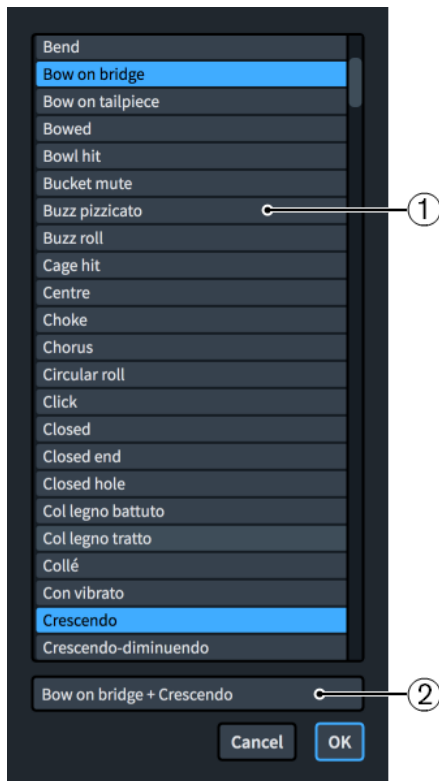 Bend
Bow on bridge
Bow on tailpiece
Bowed
Bowl hit
Bucket mute
Buzz pizzicato
1
Buzz roll
Cage hit
Centre
Choke
Chorus
Circular roll
Click
Closed
Closed end
Closed hole
Col legno battuto
Col legno tratto
Collé
Con vibrato
Crescendo
Crescendo-diminuendo
Bow on bridge + Crescendo
2
Cancel OK